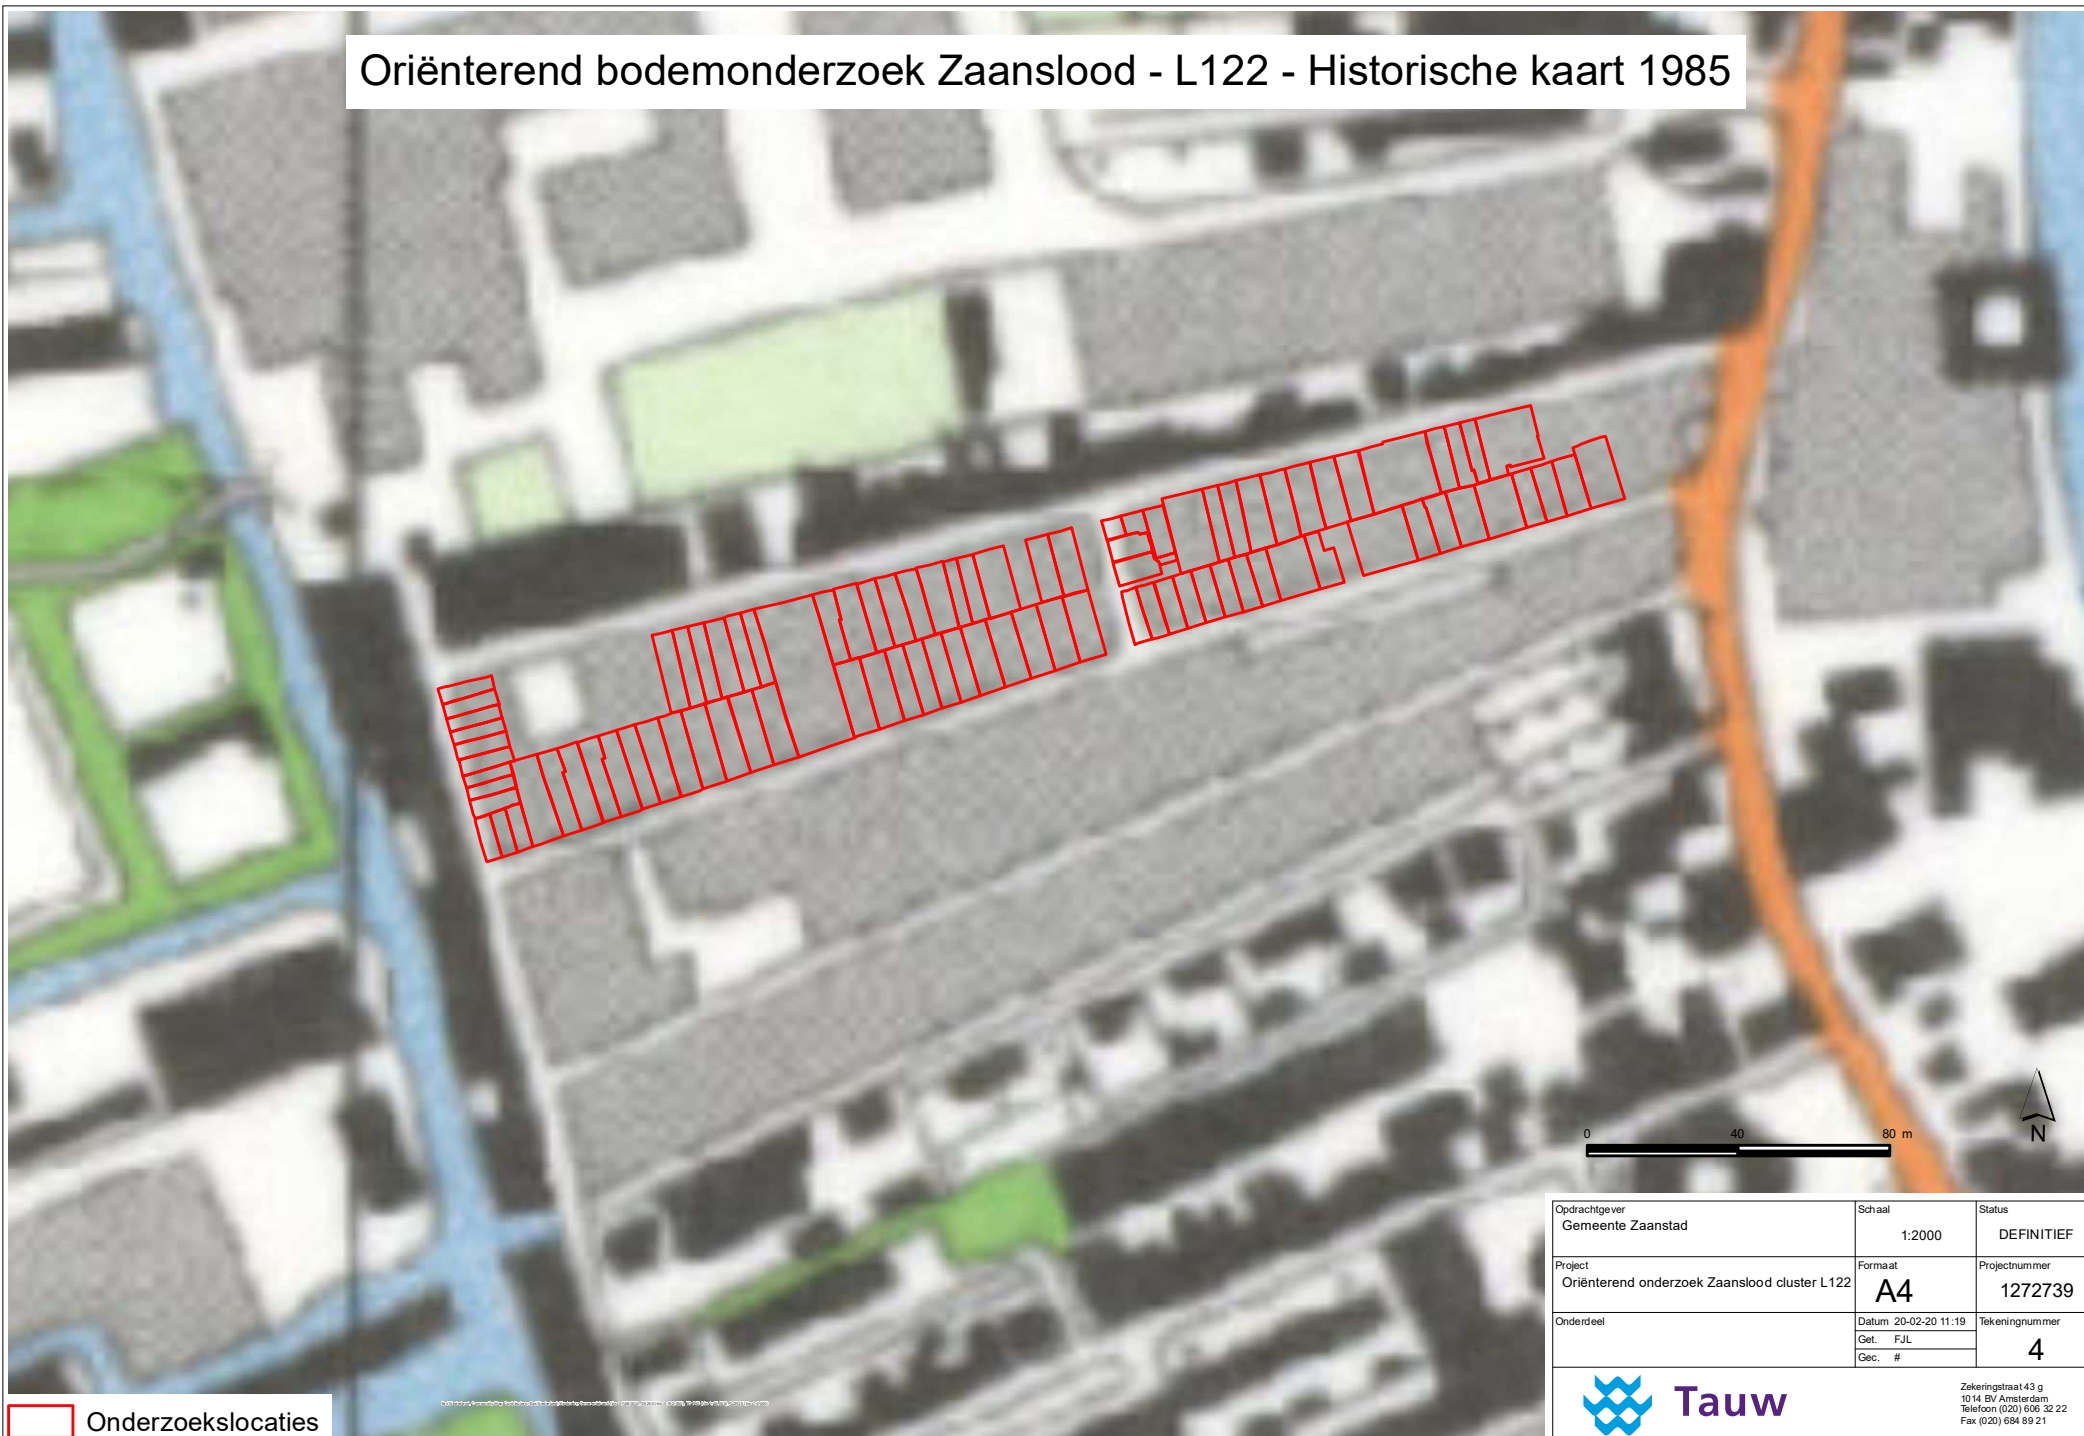 Oriënterend bodemonderzoek Zaanslood - L122 - Historische kaart 1985
0 40 80 m
N
Opdrachtgever
Gemeente Zaanstad
Schaal
1:2000
Status
DEFINITIEF
Project
Oriënterend onderzoek Zaanslood cluster L122
Formaat
A4
Projectnummer
1272739
Onderdeel
Datum 20-02-20 11:19
Get. FJL
Gec. #
Tekeningnummer
4
Tauw
Zekeringstraat 43 g
1014 BV Amsterdam
Telefoon (020) 606 32 22
Fax (020) 684 89 21
Onderzoekslocaties